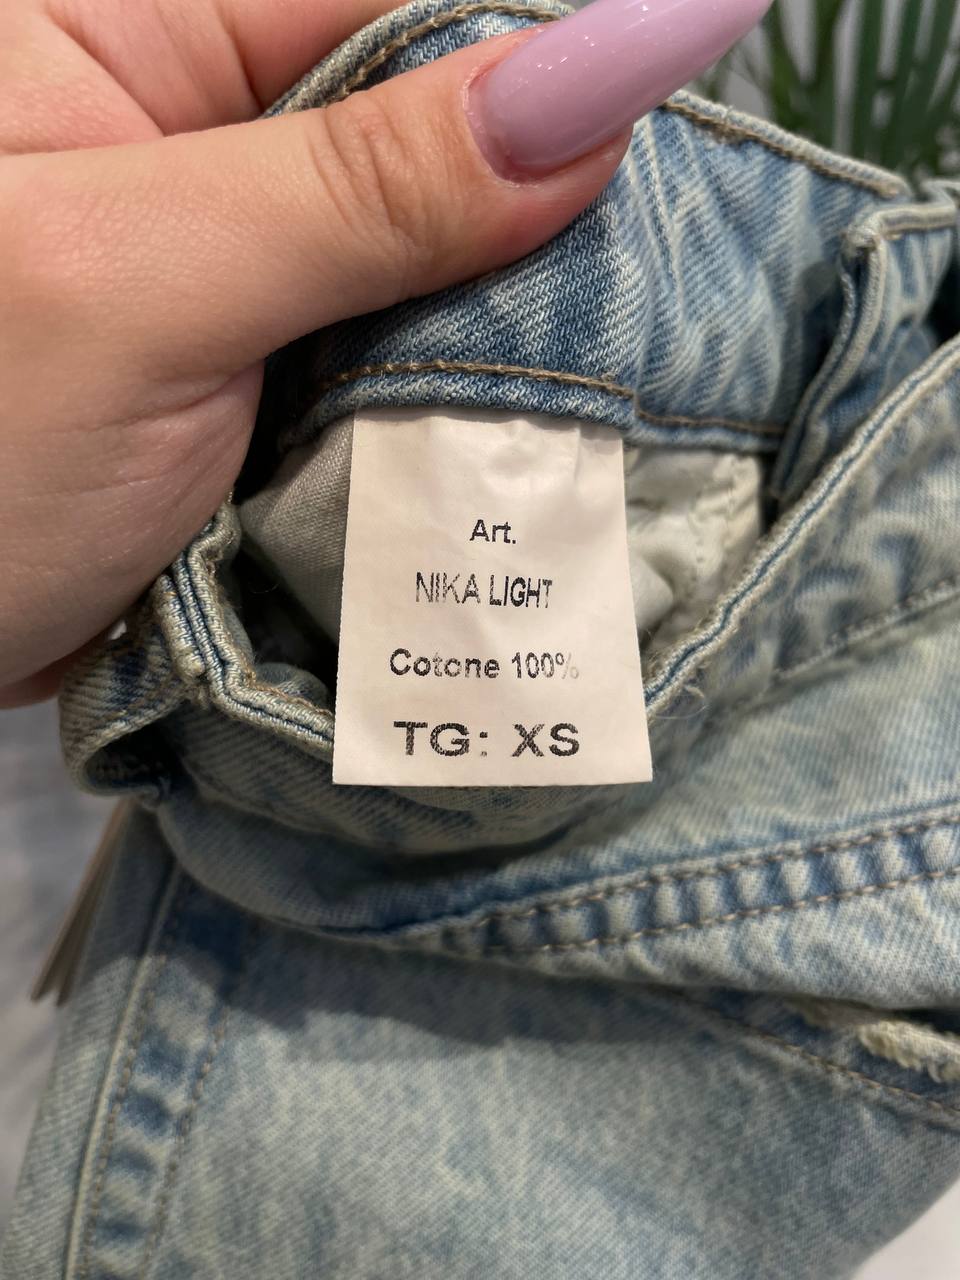 Art.
NIKA LIGHT
Cotone 100%
TG: XS